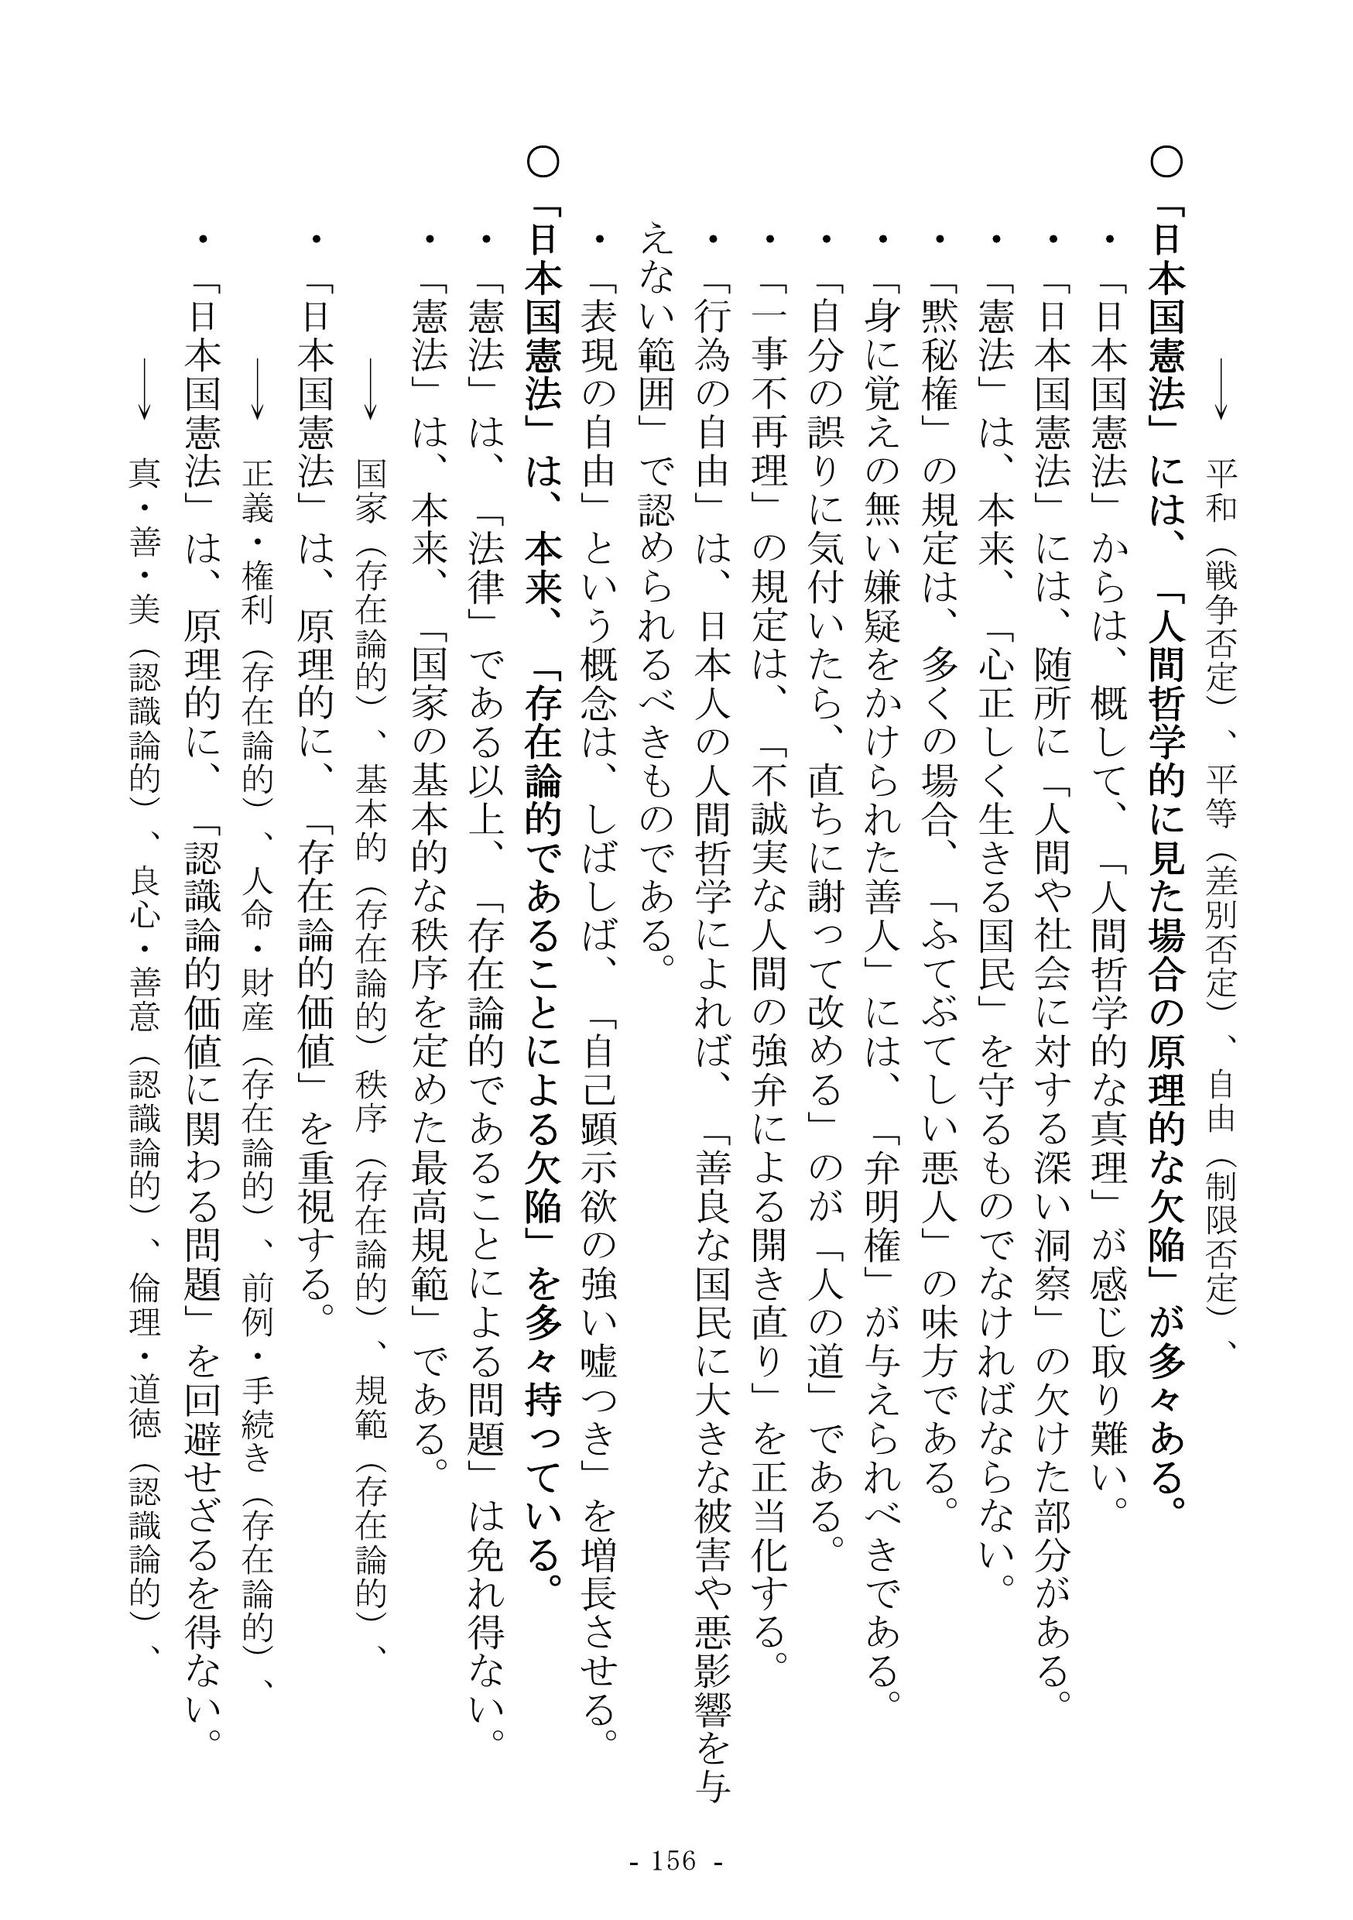 → 平和（戦争否定）、平等（差別否定）、自由（制限否定）、
○「日本国憲法」には、「人間哲学的に見た場合の原理的な欠陥」が多々ある。
・「日本国憲法」からは、概して、「人間哲学的な真理」が感じ取り難い。
・「日本国憲法」には、随所に「人間や社会に対する深い洞察」の欠けた部分がある。
・「憲法」は、本来、「心正しく生きる国民」を守るものでなければならない。
・「黙秘権」の規定は、多くの場合、「ふてぶてしい悪人」の味方である。
・「身に覚えの無い嫌疑をかけられた善人」には、「弁明権」が与えられべきである。
・「自分の誤りに気付いたら、直ちに謝って改める」のが「人の道」である。
・「一事不再理」の規定は、「不誠実な人間の強弁による開き直り」を正当化する。
・「行為の自由」は、日本人の人間哲学によれば、「善良な国民に大きな被害や悪影響を与
えない範囲」で認められるべきものである。
・「表現の自由」という概念は、しばしば、「自己顕示欲の強い嘘つき」を増長させる。
○「日本国憲法」は、本来、「存在論的であることによる欠陥」を多々持っている。
・「憲法」は、「法律」である以上、「存在論的であることによる問題」は免れ得ない。
・「憲法」は、本来、「国家の基本的な秩序を定めた最高規範」である。
→ 国家（存在論的）、基本的（存在論的）秩序（存在論的）、規範（存在論的）、
・「日本国憲法」は、原理的に、「存在論的価値」を重視する。
→ 正義・権利（存在論的）、人命・財産（存在論的）、前例・手続き（存在論的）、
・「日本国憲法」は、原理的に、「認識論的価値に関わる問題」を回避せざるを得ない。
→ 真・善・美（認識論的）、良心・善意（認識論的）、倫理・道徳（認識論的）、
- 156 -